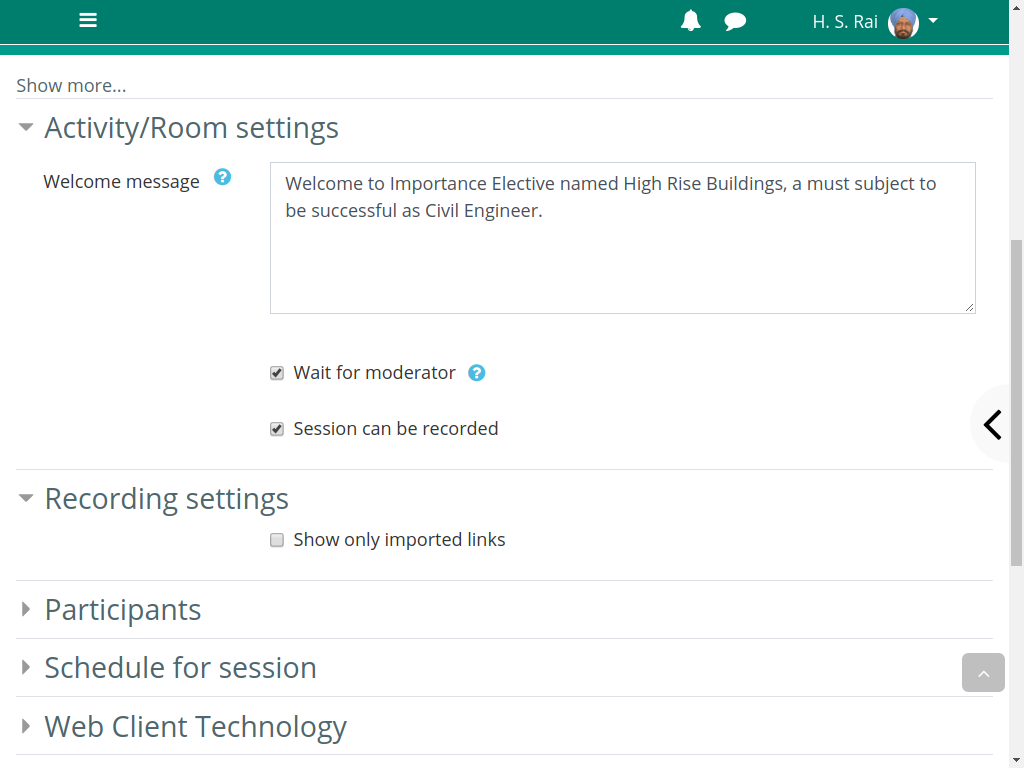 H. S. Rai
Show more...
Activity/Room settings
Welcome message
Welcome to Importance Elective named High Rise Buildings, a must subject to
be successful as Civil Engineer.
Wait for moderator
Session can be recorded
Recording settings
Show only imported links
Participants
Schedule for session
Web Client Technology